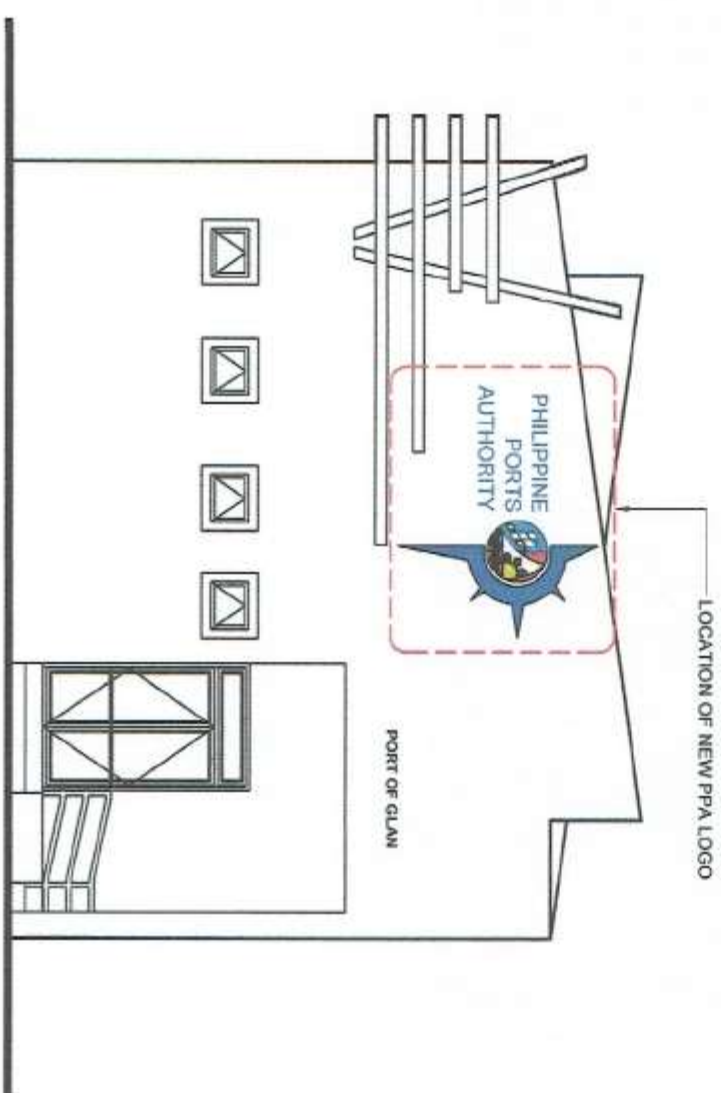 LOCATION OF NEW PPA LOGO
PHILIPPINE
PORTS
AUTHORITY
PORT OF GLAN